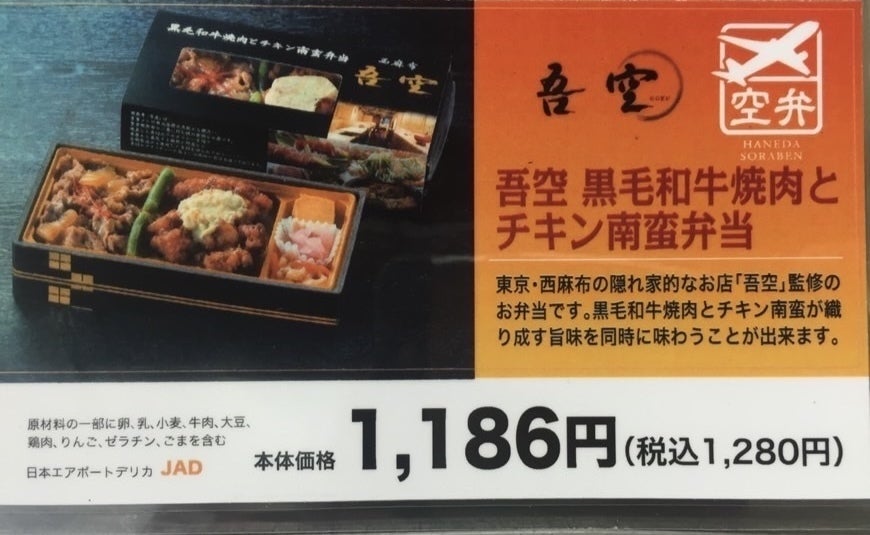 黒毛和牛焼肉とチキン南蛮弁当
西麻布
吾空
吾空
空弁
HANEDA
SORABEN
吾空 黒毛和牛焼肉と
チキン南蛮弁当
東京・西麻布の隠れ家的なお店「吾空」監修の
お弁当です。黒毛和牛焼肉とチキン南蛮が織
り成す旨味を同時に味わうことが出来ます。
原材料の一部に卵、乳、小麦、牛肉、大豆、
鶏肉、りんご、ゼラチン、ごまを含む
日本エアポートデリカ JAD
本体価格 1,186円(税込1,280円)